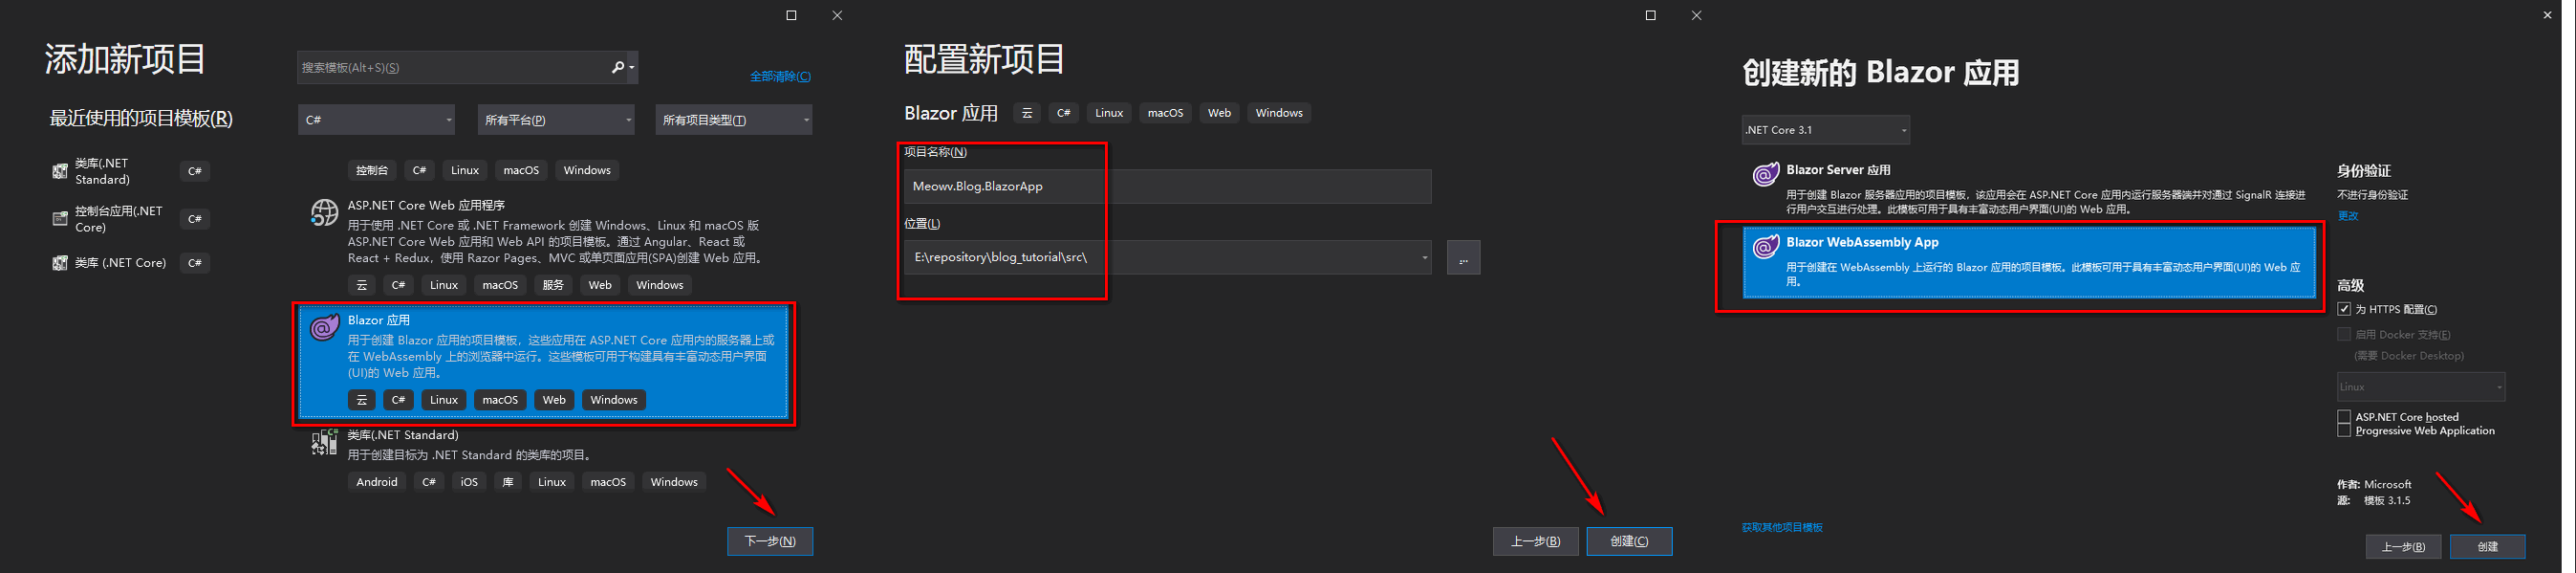 添加新项目
搜索模板(Alt+S)(S)
全部清除(C)
最近使用的项目模板(R)
C#
所有平台(P)
所有项目类型(T)
类库(.NET
Standard)
C#
控制台应用(.NET
Core)
C#
类库 (.NET Core)
C#
控制台 C# Linux macOS Windows
ASP.NET Core Web 应用程序
用于使用 .NET Core 或 .NET Framework 创建 Windows、Linux 和 macOS 版
ASP.NET Core Web 应用和 Web API 的项目模板。通过 Angular、React 或
React + Redux，使用 Razor Pages、MVC 或单页面应用(SPA)创建 Web 应用。
云 C# Linux macOS 服务 Web Windows
Blazor 应用
用于创建 Blazor 应用的项目模板，这些应用在 ASP.NET Core 应用内的服务器上或
在 WebAssembly 上的浏览器中运行。这些模板可用于构建具有丰富动态用户界面
(UI)的 Web 应用。
云 C# Linux macOS Web Windows
类库(.NET Standard)
用于创建目标为 .NET Standard 的类库的项目。
Android C# iOS 库 Linux macOS Windows
下一步(N)
配置新项目
Blazor 应用 云 C# Linux macOS Web Windows
项目名称(N)
Meowv.Blog.BlazorApp
位置(L)
E:\repository\blog_tutorial\src\
...
上一步(B)
创建(C)
创建新的 Blazor 应用
.NET Core 3.1
Blazor Server 应用
用于创建 Blazor 服务器应用的项目模板，该应用会在 ASP.NET Core 应用内运行服务器端并对通过 SignalR 连接进
行用户交互进行处理。此模板可用于具有丰富动态用户界面(UI)的 Web 应用。
Blazor WebAssembly App
用于创建在 WebAssembly 上运行的 Blazor 应用的项目模板。此模板可用于具有丰富动态用户界面(UI)的 Web 应
用。
身份验证
不进行身份验证
更改
高级
为 HTTPS 配置(C)
启用 Docker 支持(E)
(需要 Docker Desktop)
Linux
ASP.NET Core hosted
Progressive Web Application
作者: Microsoft
源: 模板 3.1.5
获取其他项目模板
上一步(B)
创建